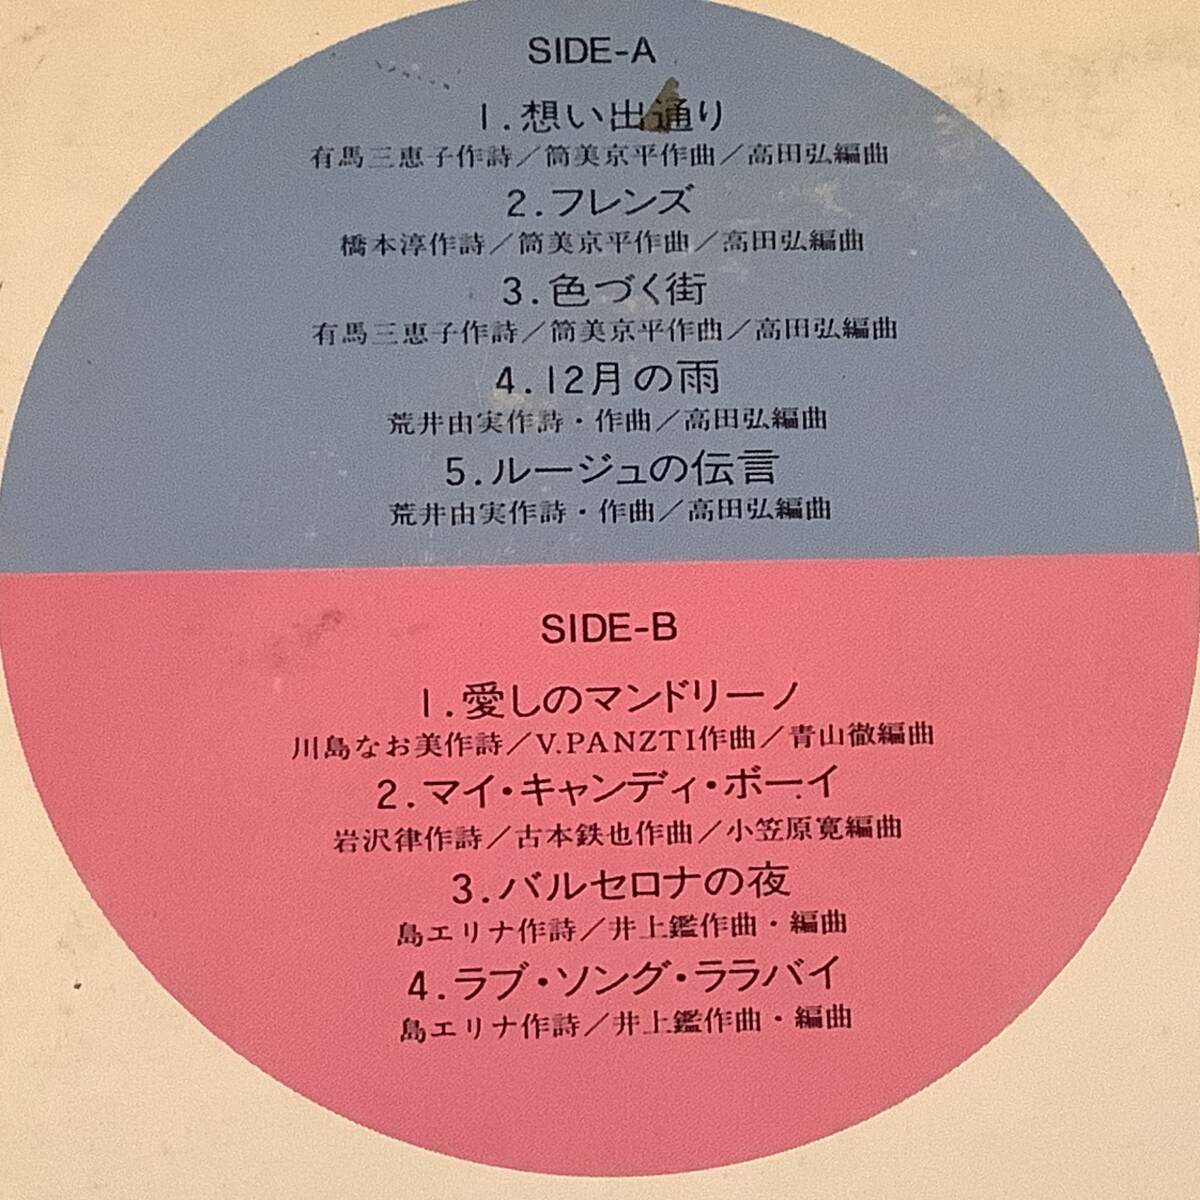 SIDE-A
1.想い出通り
有馬三恵子作詩／筒美京平作曲／高田弘編曲
2.フレンズ
橋本淳作詩／筒美京平作曲／高田弘編曲
3.色づく街
有馬三恵子作詩／筒美京平作曲／高田弘編曲
4.12月の雨
荒井由実作詩・作曲／高田弘編曲
5.ルージュの伝言
荒井由実作詩・作曲／高田弘編曲
SIDE-B
1.愛しのマンドリーノ
川島なお美作詩／V.PANZTI作曲／青山徹編曲
2.マイ・キャンディ・ボーイ
岩沢律作詩／古本鉄也作曲／小笠原寛編曲
3.バルセロナの夜
島エリナ作詩／井上鑑作曲・編曲
4.ラブ・ソング・ララバイ
島エリナ作詩／井上鑑作曲・編曲